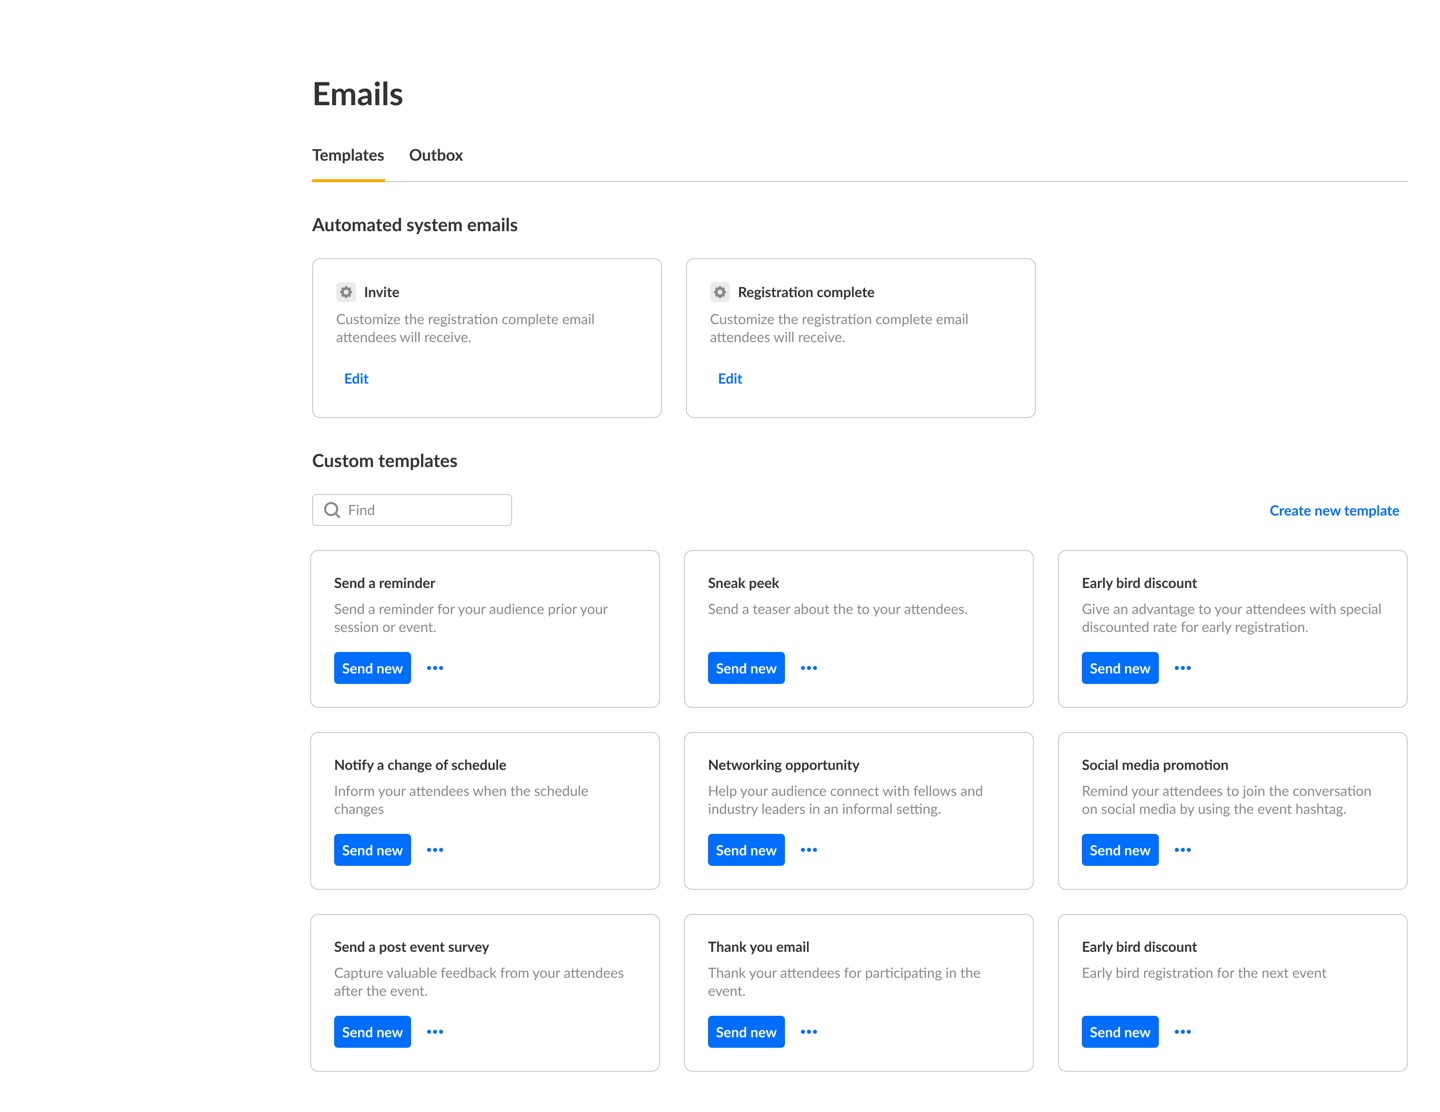 Emails
Templates Outbox
Automated system emails
Invite
Customize the registration complete email
attendees will receive.
Edit
Registration complete
Customize the registration complete email
attendees will receive.
Edit
Custom templates
Find
Create new template
Send a reminder
Send a reminder for your audience prior your
session or event.
Send new
Sneak peek
Send a teaser about the to your attendees.
Send new
Early bird discount
Give an advantage to your attendees with special
discounted rate for early registration.
Send new
Notify a change of schedule
Inform your attendees when the schedule
changes
Send new
Networking opportunity
Help your audience connect with fellows and
industry leaders in an informal setting.
Send new
Social media promotion
Remind your attendees to join the conversation
on social media by using the event hashtag.
Send new
Send a post event survey
Capture valuable feedback from your attendees
after the event.
Send new
Thank you email
Thank your attendees for participating in the
event.
Send new
Early bird discount
Early bird registration for the next event
Send new